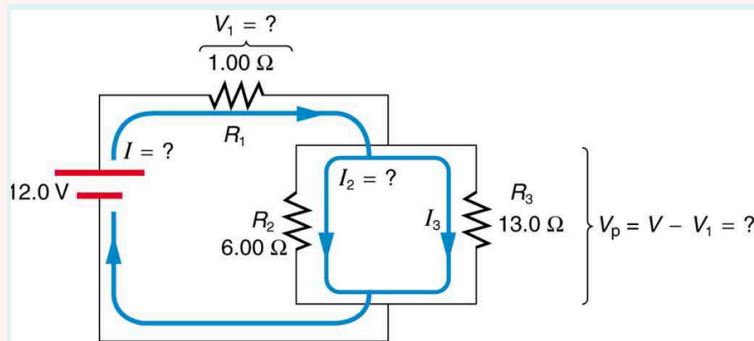 V₁ = ?
1.00 Ω
R₁
I = ?
12.0 V
I₂ = ?
R₂
6.00 Ω
I₃
R₃
13.0 Ω
Vₚ = V − V₁ = ?